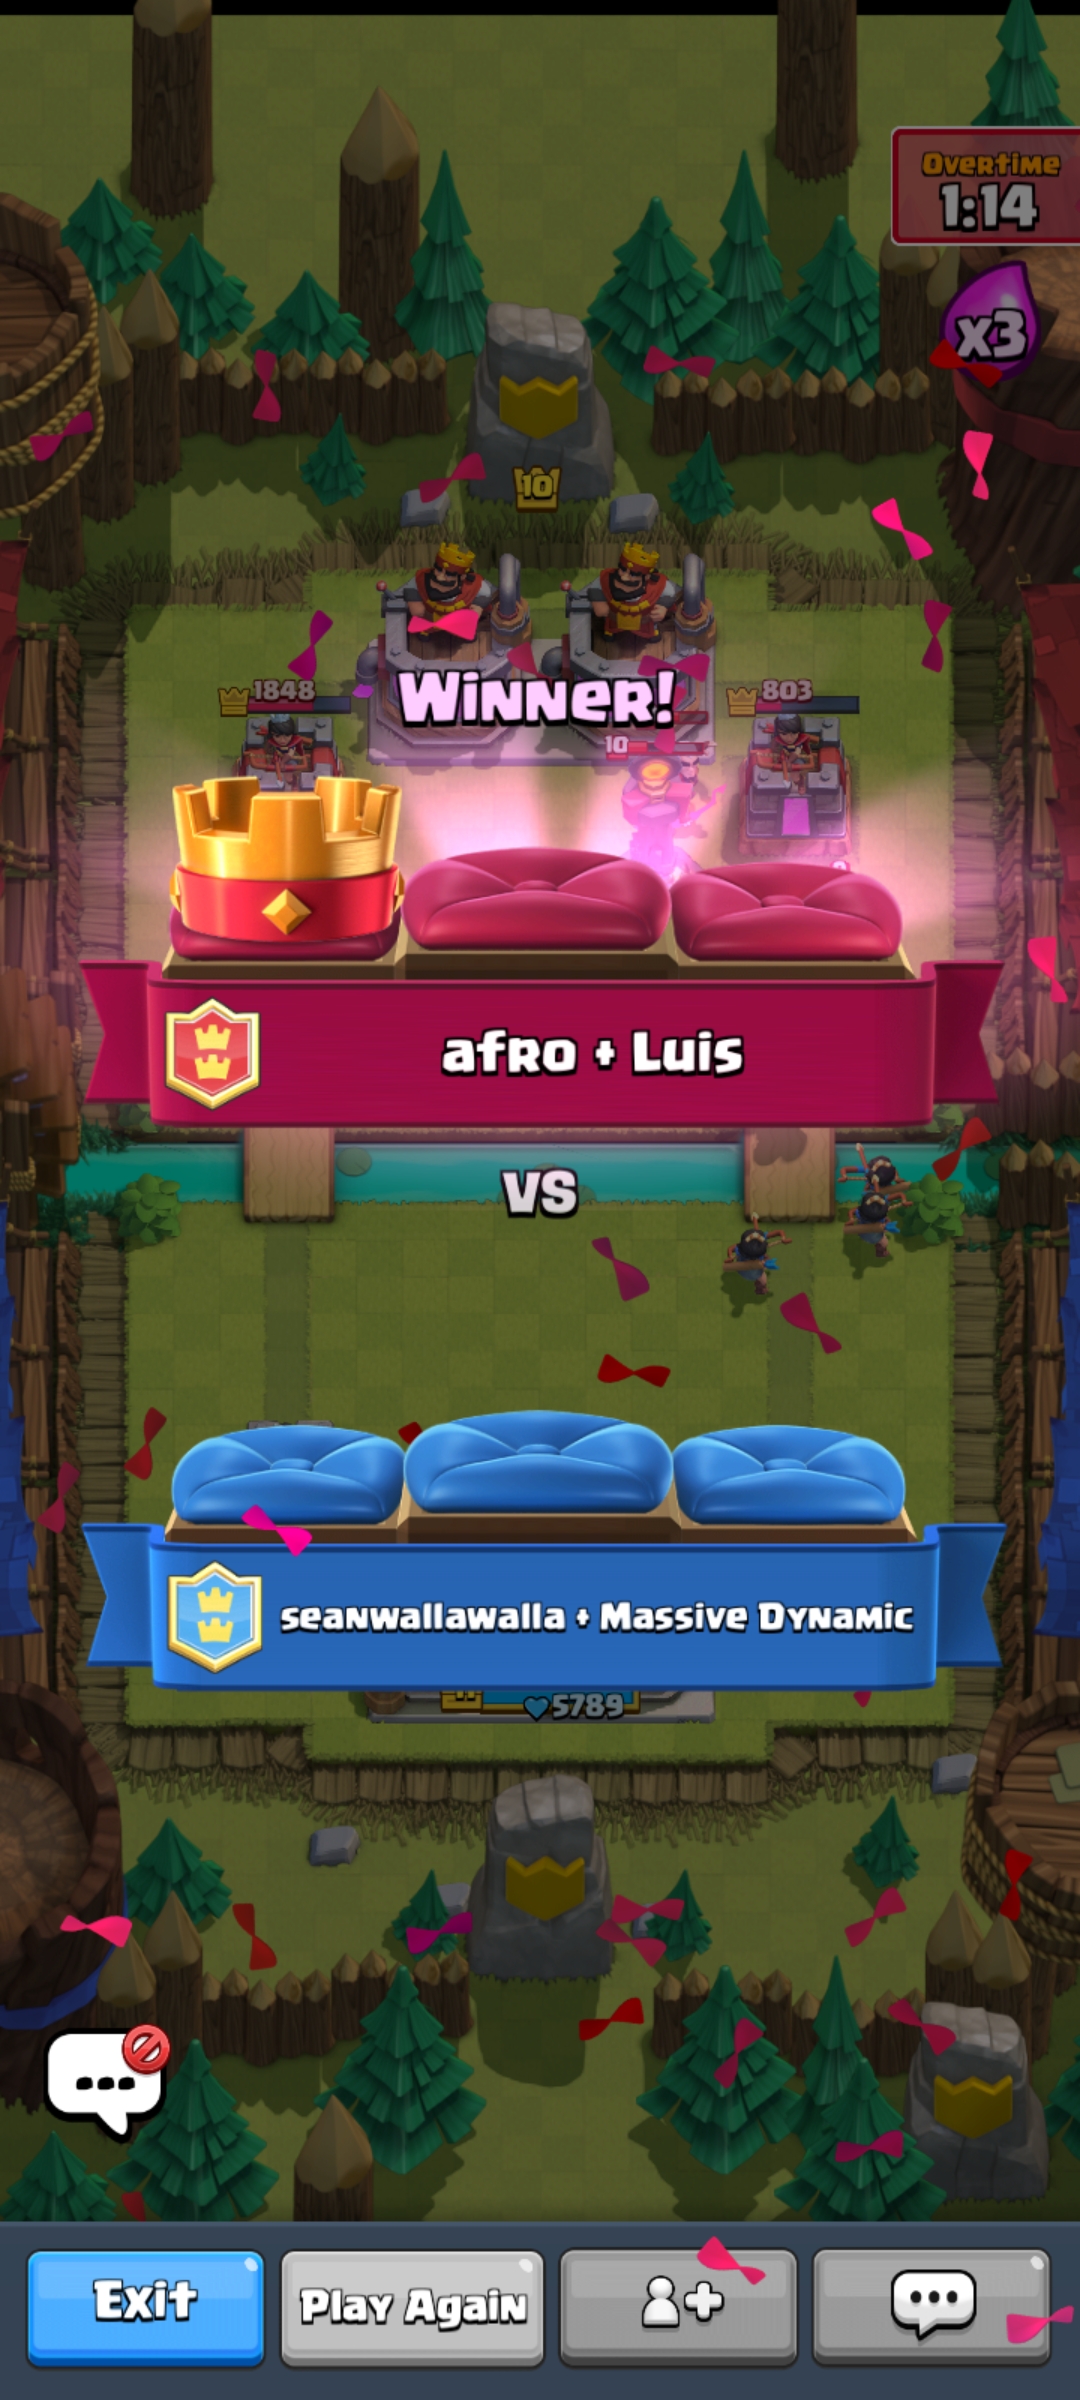 Overtime
1:14
x3
10
1848
803
Winner!
10
afro + Luis
VS
seanwallawalla + Massive Dynamic
5789
Exit
Play Again